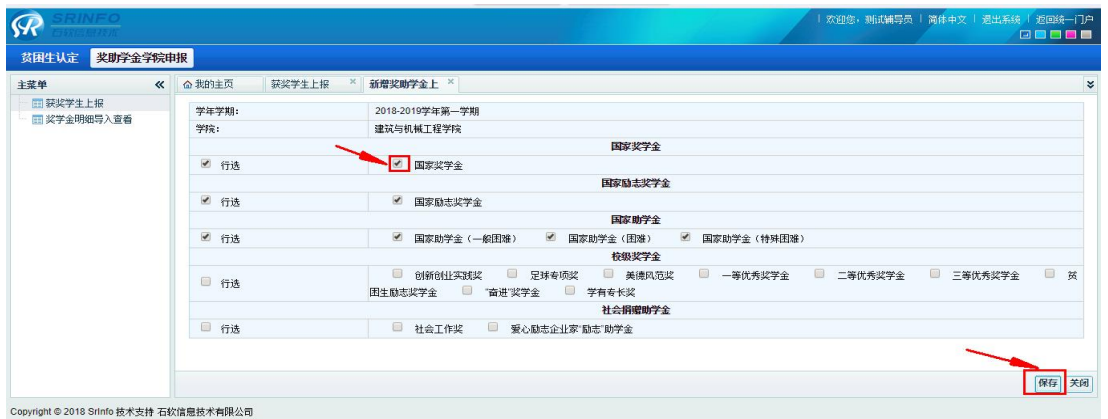 SRINFO
石软信息技术
欢迎您，测试辅导员 | 简体中文 | 退出系统 | 返回统一门户
贫困生认定 奖助学金学院申报
主菜单
获奖学生上报
奖学金明细导入查看
我的主页 获奖学生上报 新增奖助学金上
学年学期： 2018-2019学年第一学期
学院： 建筑与机械工程学院
国家奖学金
行选 国家奖学金
国家励志奖学金
行选 国家励志奖学金
国家助学金
行选 国家助学金（一般困难） 国家助学金（困难） 国家助学金（特殊困难）
校级奖学金
行选 创新创业实践奖 足球专项奖 美德风范奖 一等优秀奖学金 二等优秀奖学金 三等优秀奖学金 贫
困生励志奖学金 "奋进"奖学金 学有专长奖
社会捐赠助学金
行选 社会工作奖 爱心励志企业家"励志"助学金
保存 关闭
Copyright © 2018 SrInfo 技术支持 石软信息技术有限公司